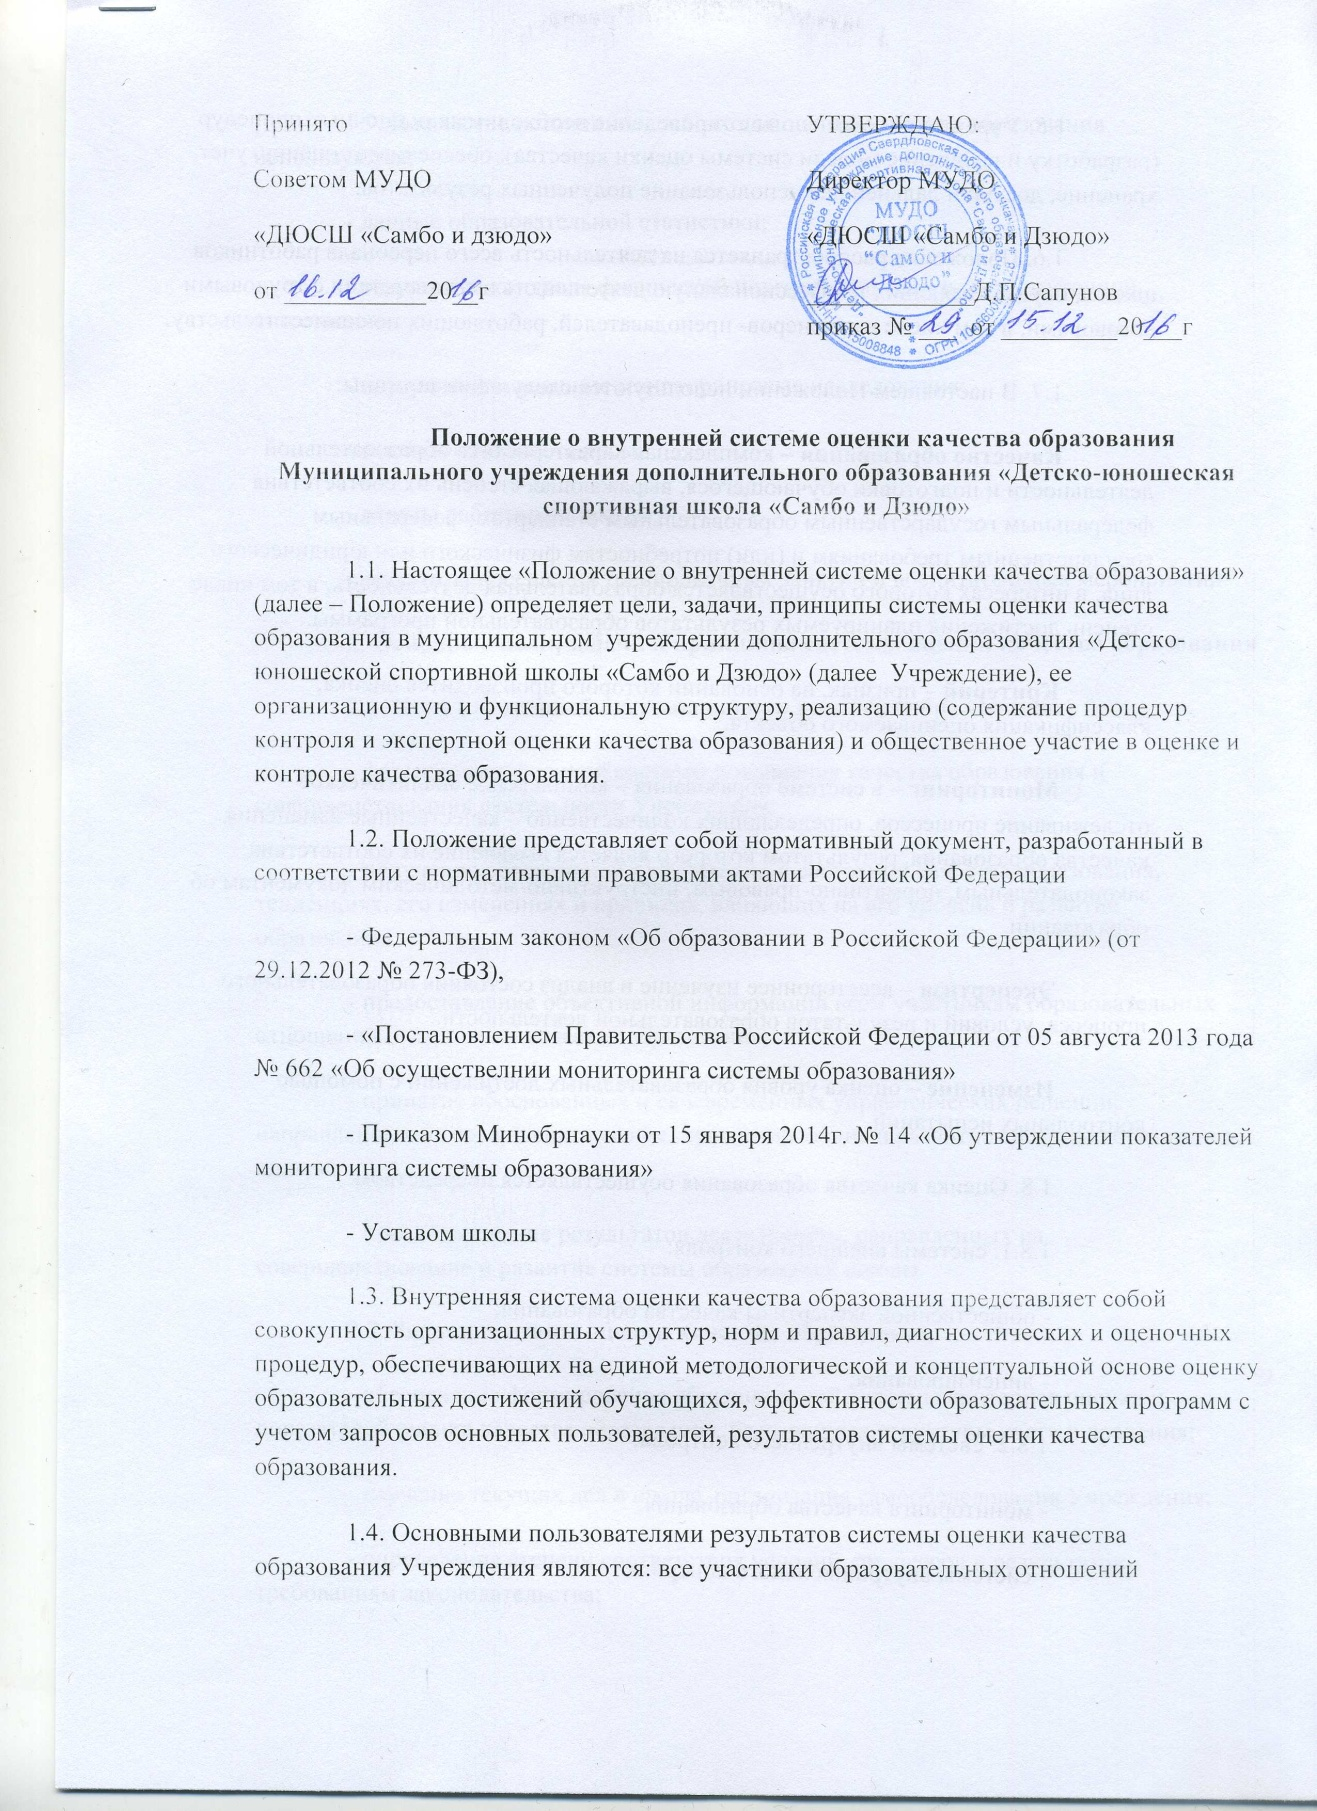 Принято
Советом МУДО
«ДЮСШ «Самбо и дзюдо»
от 16.12 2016г
УТВЕРЖДАЮ:
Директор МУДО
«ДЮСШ «Самбо и Дзюдо»
Д.П.Сапунов
приказ № 29 от 15.12 2016 г
МУДО
“ДЮСШ
“Самбо и
Дзюдо”
Положение о внутренней системе оценки качества образования
Муниципального учреждения дополнительного образования «Детско-юношеская
спортивная школа «Самбо и Дзюдо»
1.1. Настоящее «Положение о внутренней системе оценки качества образования»
(далее – Положение) определяет цели, задачи, принципы системы оценки качества
образования в муниципальном учреждении дополнительного образования «Детско-
юношеской спортивной школы «Самбо и Дзюдо» (далее Учреждение), ее
организационную и функциональную структуру, реализацию (содержание процедур
контроля и экспертной оценки качества образования) и общественное участие в оценке и
контроле качества образования.
1.2. Положение представляет собой нормативный документ, разработанный в
соответствии с нормативными правовыми актами Российской Федерации
- Федеральным законом «Об образовании в Российской Федерации» (от
29.12.2012 № 273-ФЗ),
- «Постановлением Правительства Российской Федерации от 05 августа 2013 года
№ 662 «Об осуществелнии мониторинга системы образования»
- Приказом Минобрнауки от 15 января 2014г. № 14 «Об утверждении показателей
мониторинга системы образования»
- Уставом школы
1.3. Внутренняя система оценки качества образования представляет собой
совокупность организационных структур, норм и правил, диагностических и оценочных
процедур, обеспечивающих на единой методологической и концептуальной основе оценку
образовательных достижений обучающихся, эффективности образовательных программ с
учетом запросов основных пользователей, результатов системы оценки качества
образования.
1.4. Основными пользователями результатов системы оценки качества
образования Учреждения являются: все участники образовательных отношений